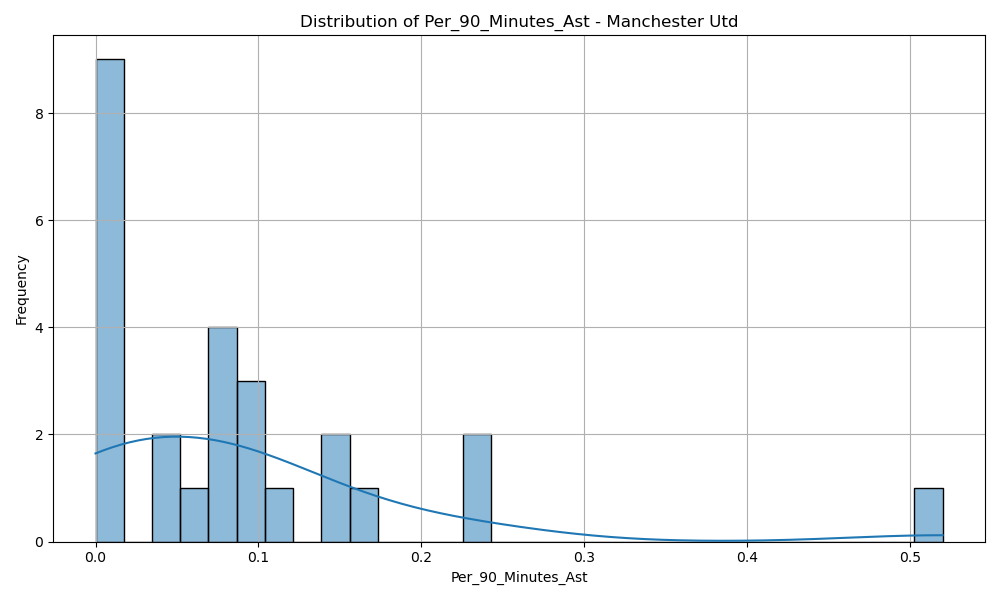 Distribution of Per_90_Minutes_Ast - Manchester Utd
Frequency
8
6
4
2
0
0.0 0.1 0.2 0.3 0.4 0.5
Per_90_Minutes_Ast